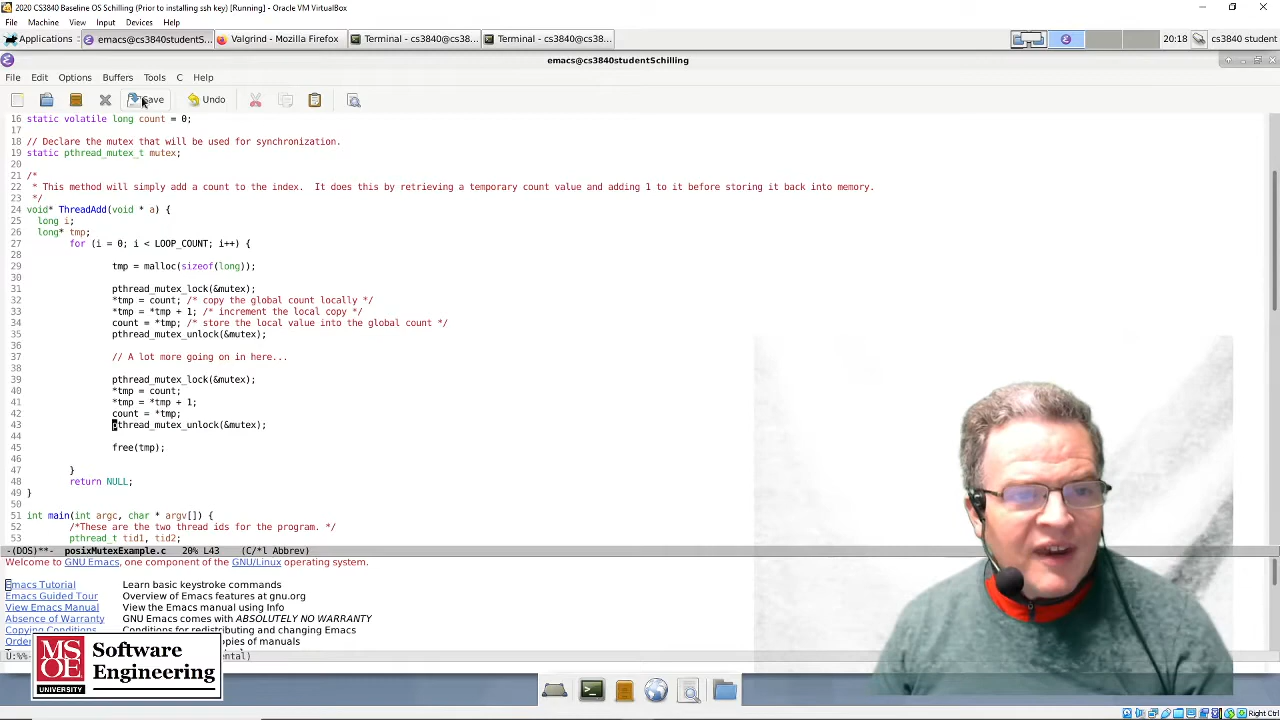 2020 CS3840 Baseline OS Schilling (Prior to installing ssh key) [Running] - Oracle VM VirtualBox
File Machine View Input Devices Help
Applications emacs@cs3840studentS... Valgrind - Mozilla Firefox Terminal - cs3840@cs38... Terminal - cs3840@cs38... 20:18 cs3840 student
emacs@cs3840studentSchilling
File Edit Options Buffers Tools C Help
Save Undo
16 static volatile long count = 0;
17
18 // Declare the mutex that will be used for synchronization.
19 static pthread_mutex_t mutex;
20
21 /*
22 * This method will simply add a count to the index. It does this by retrieving a temporary count value and adding 1 to it before storing it back into memory.
23 */
24 void* ThreadAdd(void * a) {
25 long i;
26 long* tmp;
27 for (i = 0; i < LOOP_COUNT; i++) {
28
29 tmp = malloc(sizeof(long));
30
31 pthread_mutex_lock(&mutex);
32 *tmp = count; /* copy the global count locally */
33 *tmp = *tmp + 1; /* increment the local copy */
34 count = *tmp; /* store the local value into the global count */
35 pthread_mutex_unlock(&mutex);
36
37 // A lot more going on in here...
38
39 pthread_mutex_lock(&mutex);
40 *tmp = count;
41 *tmp = *tmp + 1;
42 count = *tmp;
43 pthread_mutex_unlock(&mutex);
44
45 free(tmp);
46
47 }
48 return NULL;
49 }
50
51 int main(int argc, char * argv[]) {
52 /*These are the two thread ids for the program. */
53 pthread_t tid1, tid2;
-(DOS)**- posixMutexExample.c 20% L43 (C/*l Abbrev)
Welcome to GNU Emacs, one component of the GNU/Linux operating system.
Emacs Tutorial Learn basic keystroke commands
Emacs Guided Tour Overview of Emacs features at gnu.org
View Emacs Manual View the Emacs manual using Info
Absence of Warranty GNU Emacs comes with ABSOLUTELY NO WARRANTY
Copying Conditions Conditions for redistributing and changing Emacs
copies of manuals
MS
OE
UNIVERSITY
Software
Engineering
Right Ctrl